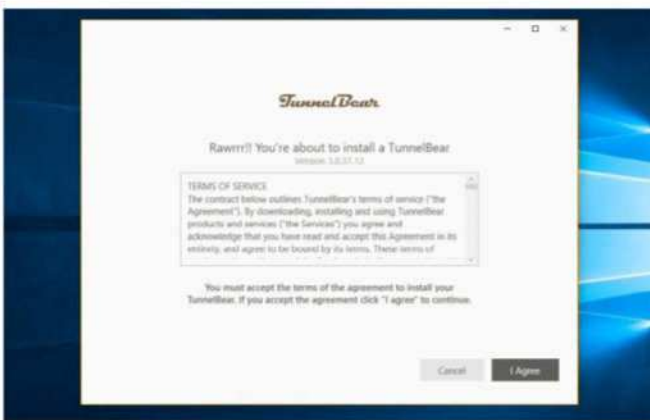 TunnelBear
Rawrrr!! You're about to install a TunnelBear
TERMS OF SERVICE
The contract below outlines TunnelBear's terms of service ("the
Agreement"). By downloading, installing and using TunnelBear
products and services ("the Services") you agree and
acknowledge that you have read and accept this Agreement in its
entirety, and agree to be bound by its terms. These terms of
You must accept the terms of the agreement to install your
TunnelBear. If you accept the agreement click "I agree" to continue.
Cancel
I Agree